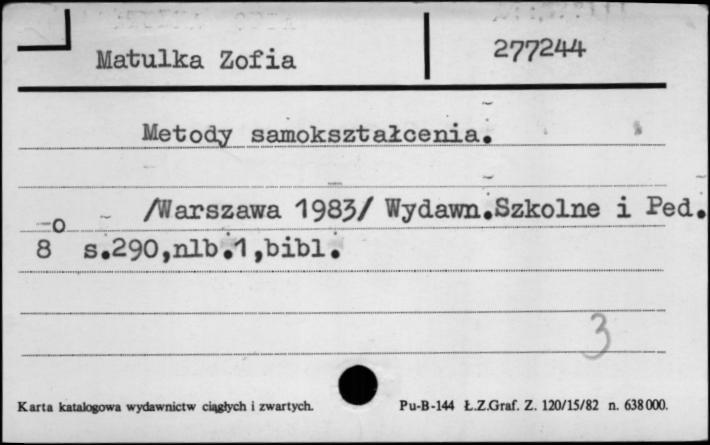 Matulka Zofia 277244
Metody samokształcenia.
/Warszawa 1983/ Wydawn.Szkolne i Ped.
8o s.290,nlb.1,bibl.
3
Karta katalogowa wydawnictw ciągłych i zwartych. Pu-B-144 Ł.Z.Graf. Z. 120/15/82 n. 638000.